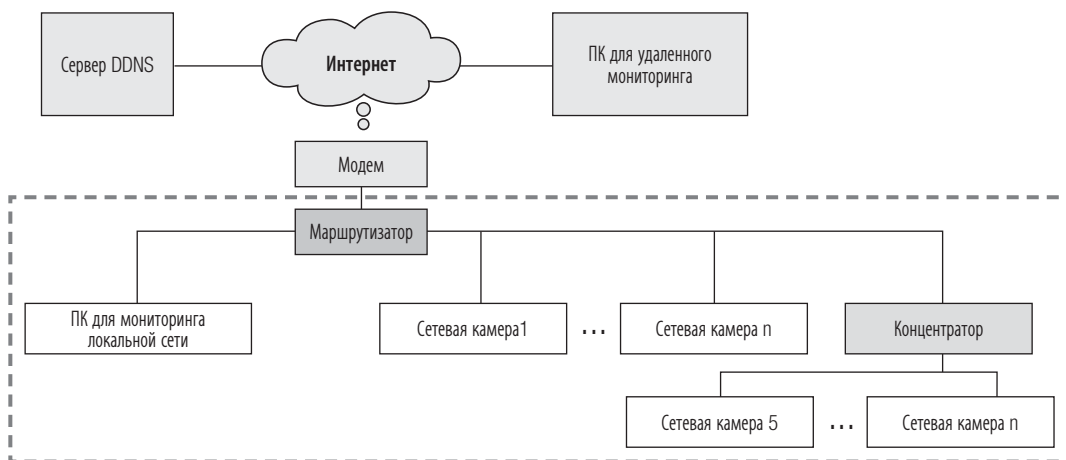 Сервер DDNS
Интернет
ПК для удаленного
мониторинга
Модем
Маршрутизатор
ПК для мониторинга
локальной сети
Сетевая камера1
...
Сетевая камера n
Концентратор
Сетевая камера 5
...
Сетевая камера n